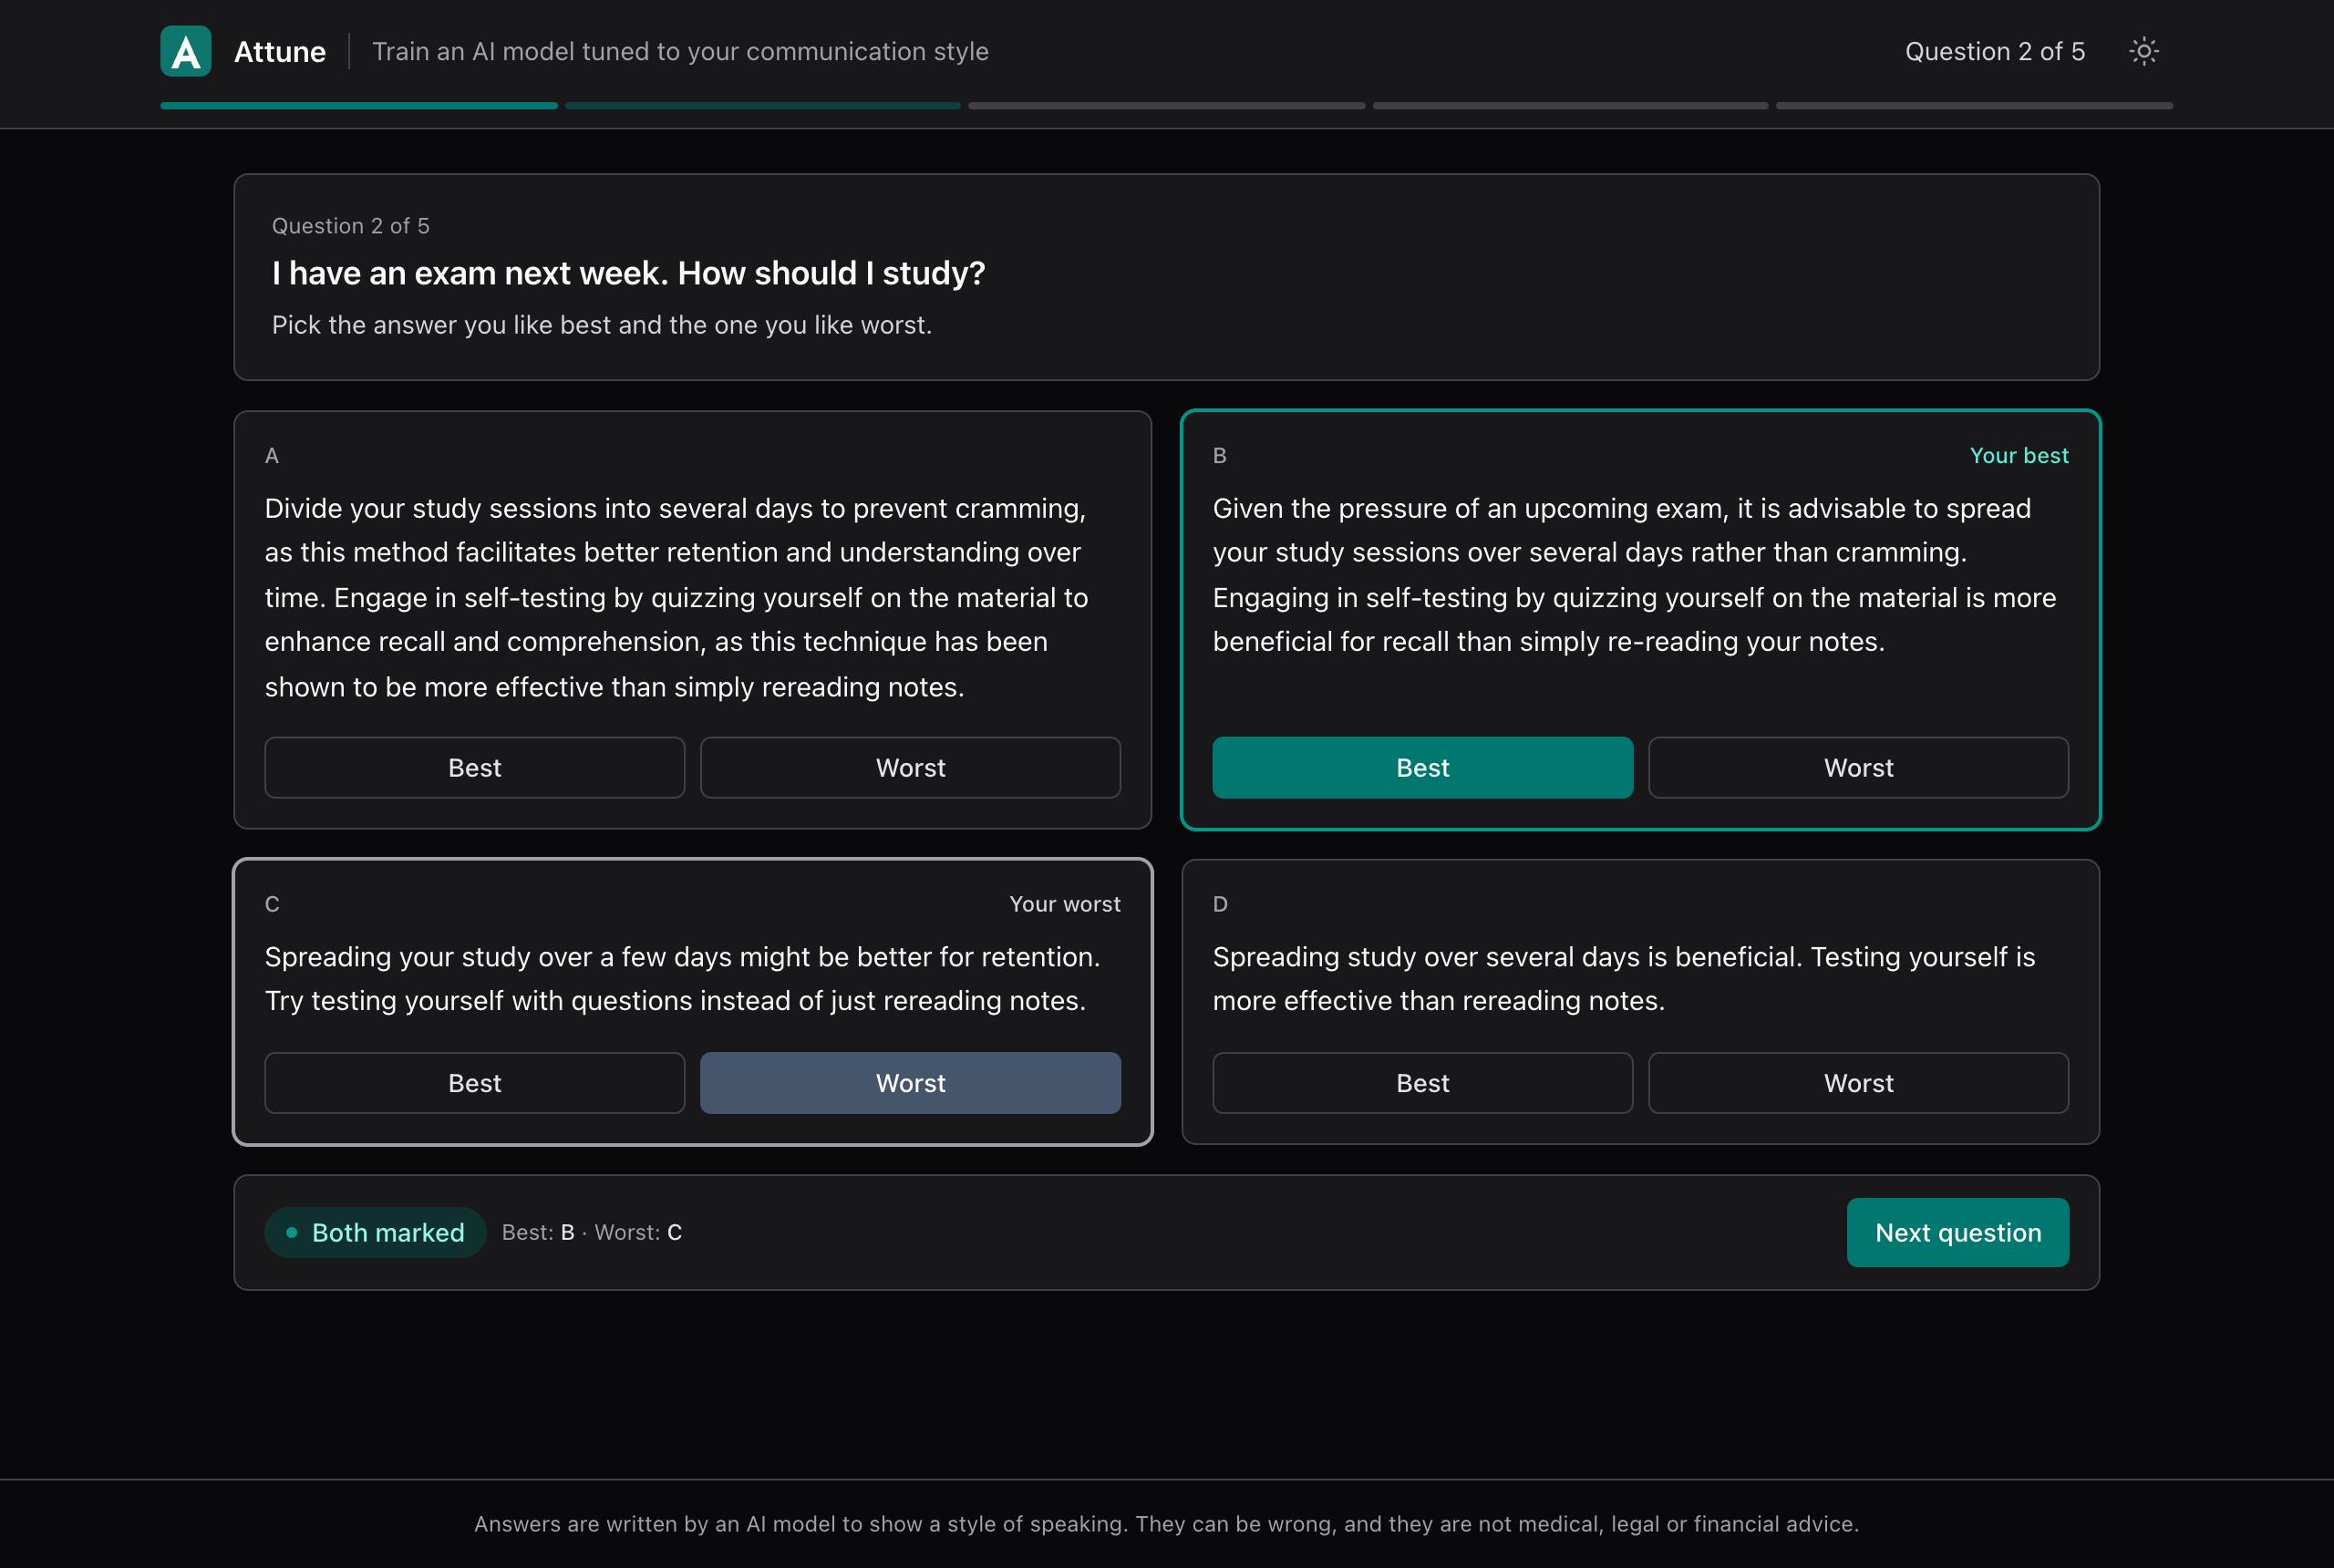 A Attune Train an AI model tuned to your communication style Question 2 of 5
Question 2 of 5
I have an exam next week. How should I study?
Pick the answer you like best and the one you like worst.
A
Divide your study sessions into several days to prevent cramming,
as this method facilitates better retention and understanding over
time. Engage in self-testing by quizzing yourself on the material to
enhance recall and comprehension, as this technique has been
shown to be more effective than simply rereading notes.
Best Worst
B Your best
Given the pressure of an upcoming exam, it is advisable to spread
your study sessions over several days rather than cramming.
Engaging in self-testing by quizzing yourself on the material is more
beneficial for recall than simply re-reading your notes.
Best Worst
C Your worst
Spreading your study over a few days might be better for retention.
Try testing yourself with questions instead of just rereading notes.
Best Worst
D
Spreading study over several days is beneficial. Testing yourself is
more effective than rereading notes.
Best Worst
Both marked Best: B · Worst: C Next question
Answers are written by an AI model to show a style of speaking. They can be wrong, and they are not medical, legal or financial advice.